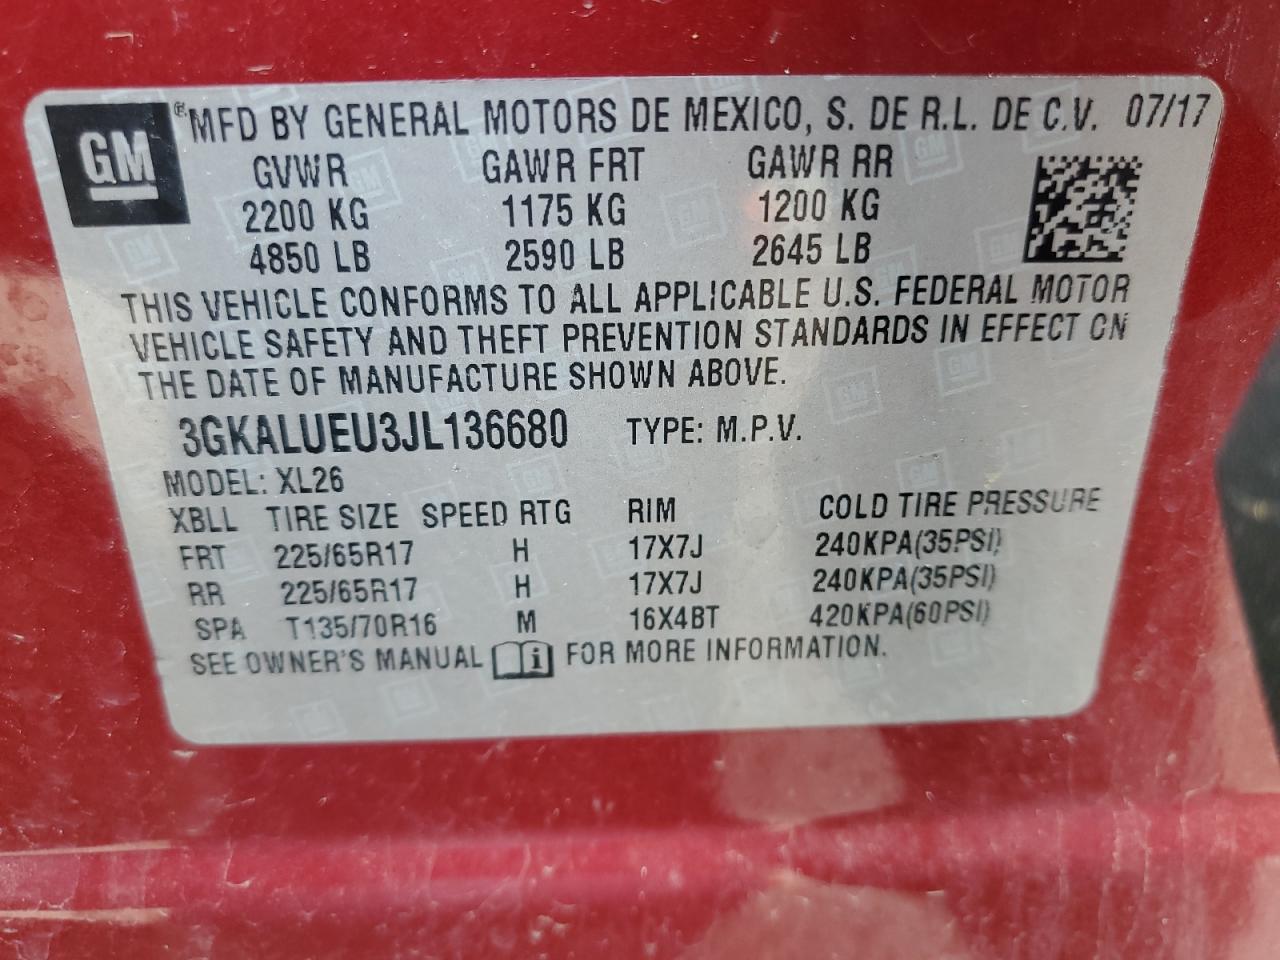 GM ® MFD BY GENERAL MOTORS DE MEXICO, S. DE R.L. DE C.V. 07/17
GVWR GAWR FRT GAWR RR
2200 KG 1175 KG 1200 KG
4850 LB 2590 LB 2645 LB
THIS VEHICLE CONFORMS TO ALL APPLICABLE U.S. FEDERAL MOTOR
VEHICLE SAFETY AND THEFT PREVENTION STANDARDS IN EFFECT ON
THE DATE OF MANUFACTURE SHOWN ABOVE.
3GKALUEU3JL136680 TYPE: M.P.V.
MODEL: XL26
XBLL TIRE SIZE SPEED RTG RIM COLD TIRE PRESSURE
FRT 225/65R17 H 17X7J 240KPA(35PSI)
RR 225/65R17 H 17X7J 240KPA(35PSI)
SPA T135/70R16 M 16X4BT 420KPA(60PSI)
SEE OWNER'S MANUAL i FOR MORE INFORMATION.